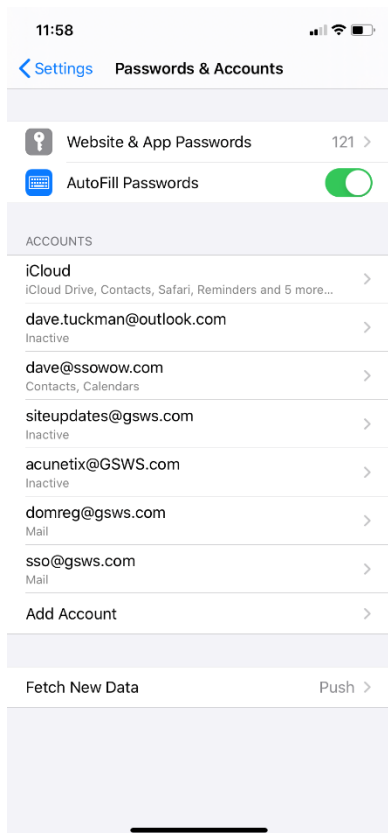 11:58
Settings Passwords & Accounts
Website & App Passwords 121
AutoFill Passwords
ACCOUNTS
iCloud
iCloud Drive, Contacts, Safari, Reminders and 5 more...
dave.tuckman@outlook.com
Inactive
dave@ssowow.com
Contacts, Calendars
siteupdates@gsws.com
Inactive
acunetix@GSWS.com
Inactive
domreg@gsws.com
Mail
sso@gsws.com
Mail
Add Account
Fetch New Data Push